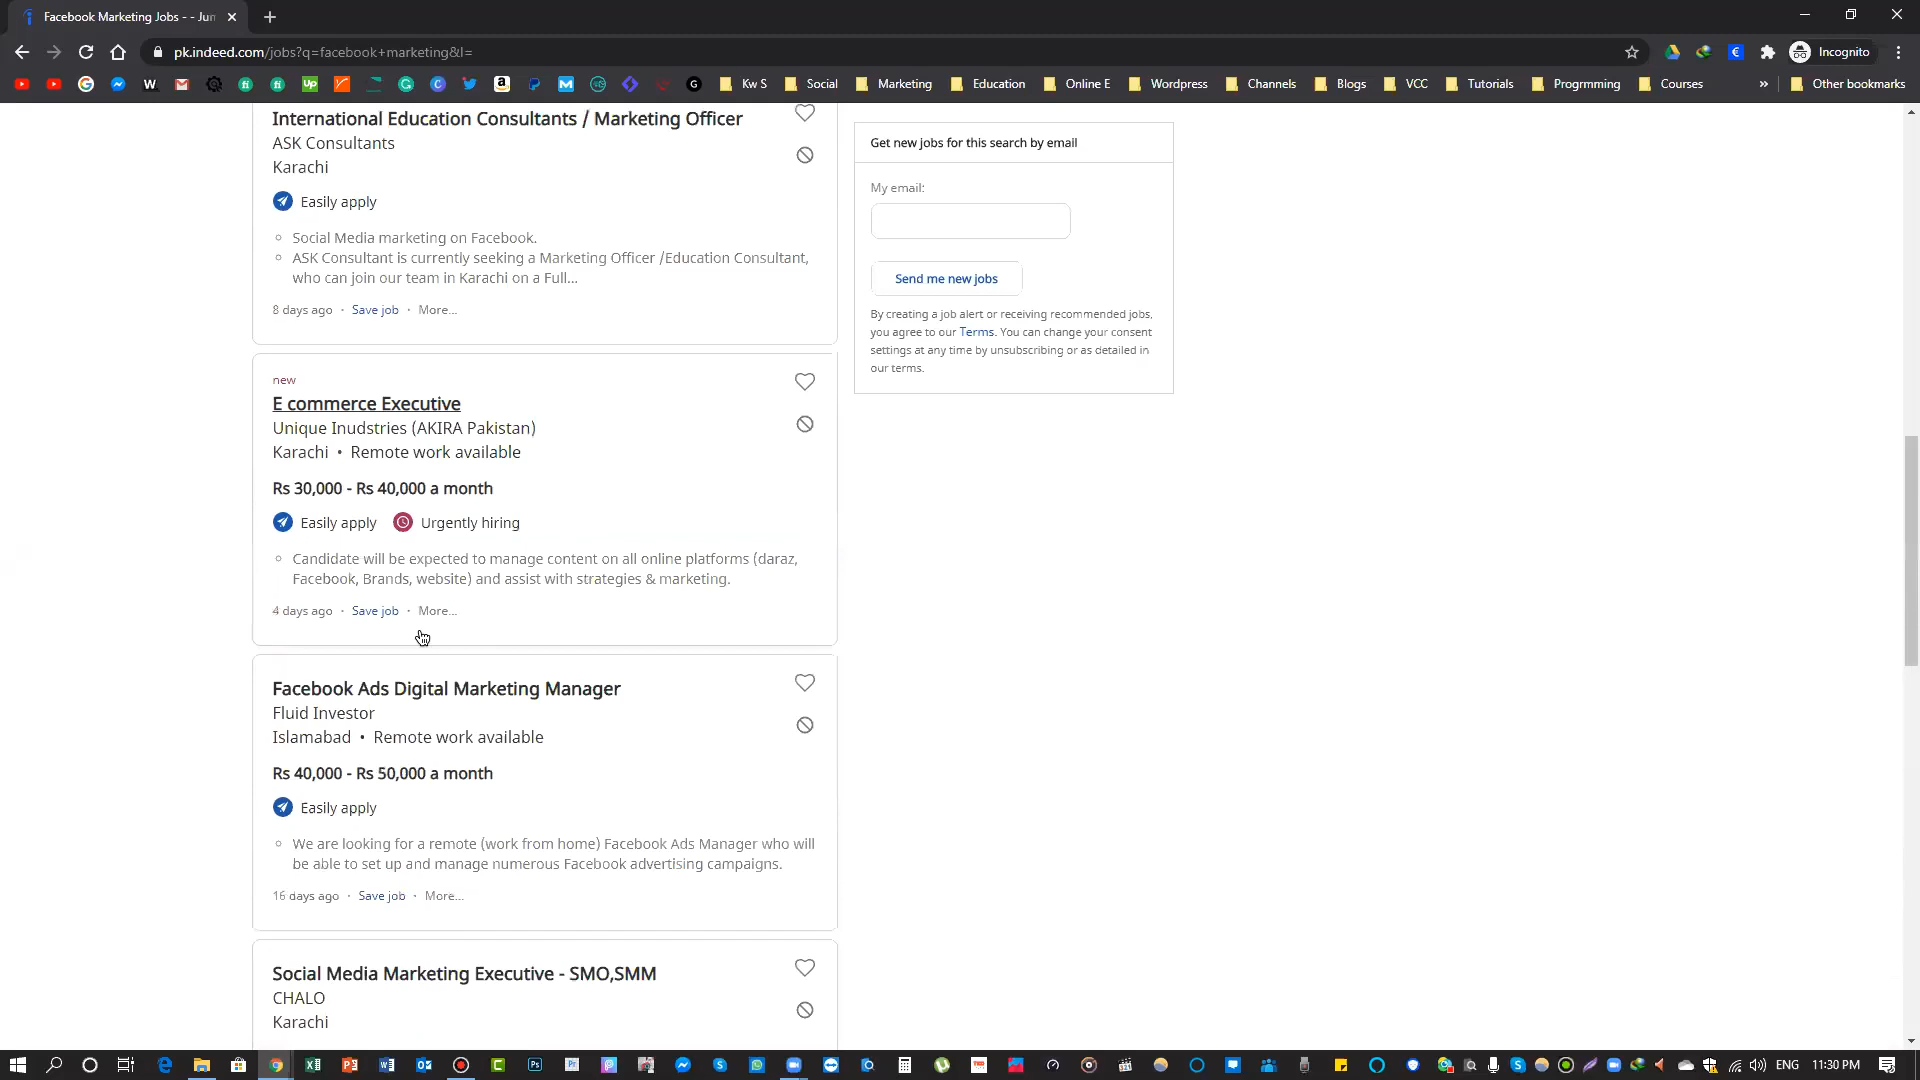 Facebook Marketing Jobs - - Jun
pk.indeed.com/jobs?q=facebook+marketing&l=
Incognito
Kw S
Social
Marketing
Education
Online E
Wordpress
Channels
Blogs
VCC
Tutorials
Progrmming
Courses
»
Other bookmarks
International Education Consultants / Marketing Officer
ASK Consultants
Karachi
Easily apply
Social Media marketing on Facebook.
ASK Consultant is currently seeking a Marketing Officer /Education Consultant,
who can join our team in Karachi on a Full...
8 days ago · Save job · More...
Get new jobs for this search by email
My email:
Send me new jobs
By creating a job alert or receiving recommended jobs,
you agree to our Terms. You can change your consent
settings at any time by unsubscribing or as detailed in
our terms.
new
E commerce Executive
Unique Inudstries (AKIRA Pakistan)
Karachi • Remote work available
Rs 30,000 - Rs 40,000 a month
Easily apply Urgently hiring
Candidate will be expected to manage content on all online platforms (daraz,
Facebook, Brands, website) and assist with strategies & marketing.
4 days ago · Save job · More...
Facebook Ads Digital Marketing Manager
Fluid Investor
Islamabad • Remote work available
Rs 40,000 - Rs 50,000 a month
Easily apply
We are looking for a remote (work from home) Facebook Ads Manager who will
be able to set up and manage numerous Facebook advertising campaigns.
16 days ago · Save job · More...
Social Media Marketing Executive - SMO,SMM
CHALO
Karachi
ENG 11:30 PM